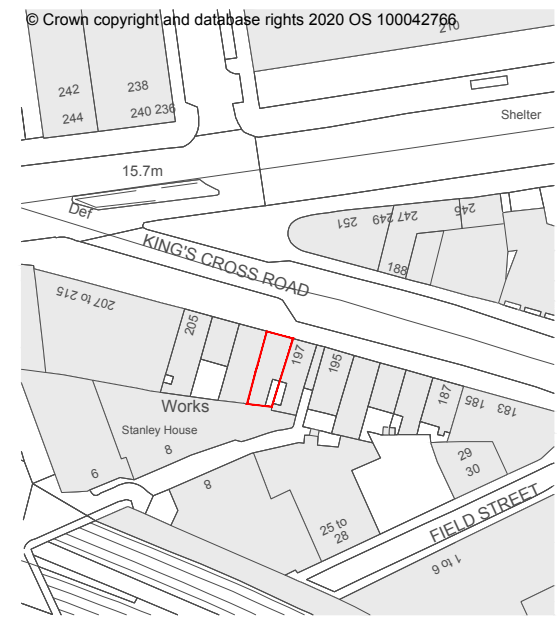 © Crown copyright and database rights 2020 OS 100042766
210
242
238
244
240 236
Shelter
15.7m
Def
251
249 247
245
KING'S CROSS ROAD
188
207 to 215
205
197
195
187
185
183
Works
Stanley House
8
6
8
29
30
25 to
28
FIELD STREET
1 to 6